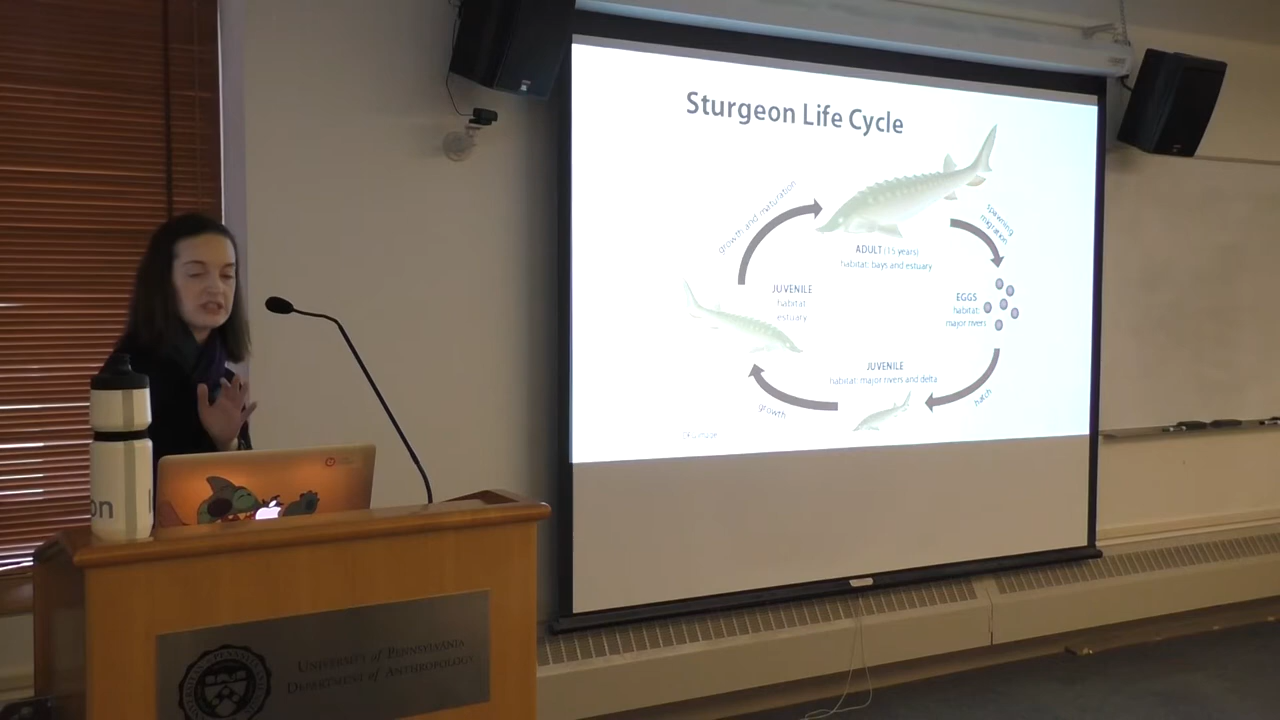 Sturgeon Life Cycle
growth and maturation
spawning
migration
ADULT (15 years)
habitat: bays and estuary
JUVENILE
habitat:
estuary
EGGS
habitat:
major rivers
JUVENILE
habitat: major rivers and delta
growth
hatch
on
UNIVERSITY of PENNSYLVANIA
DEPARTMENT of ANTHROPOLOGY